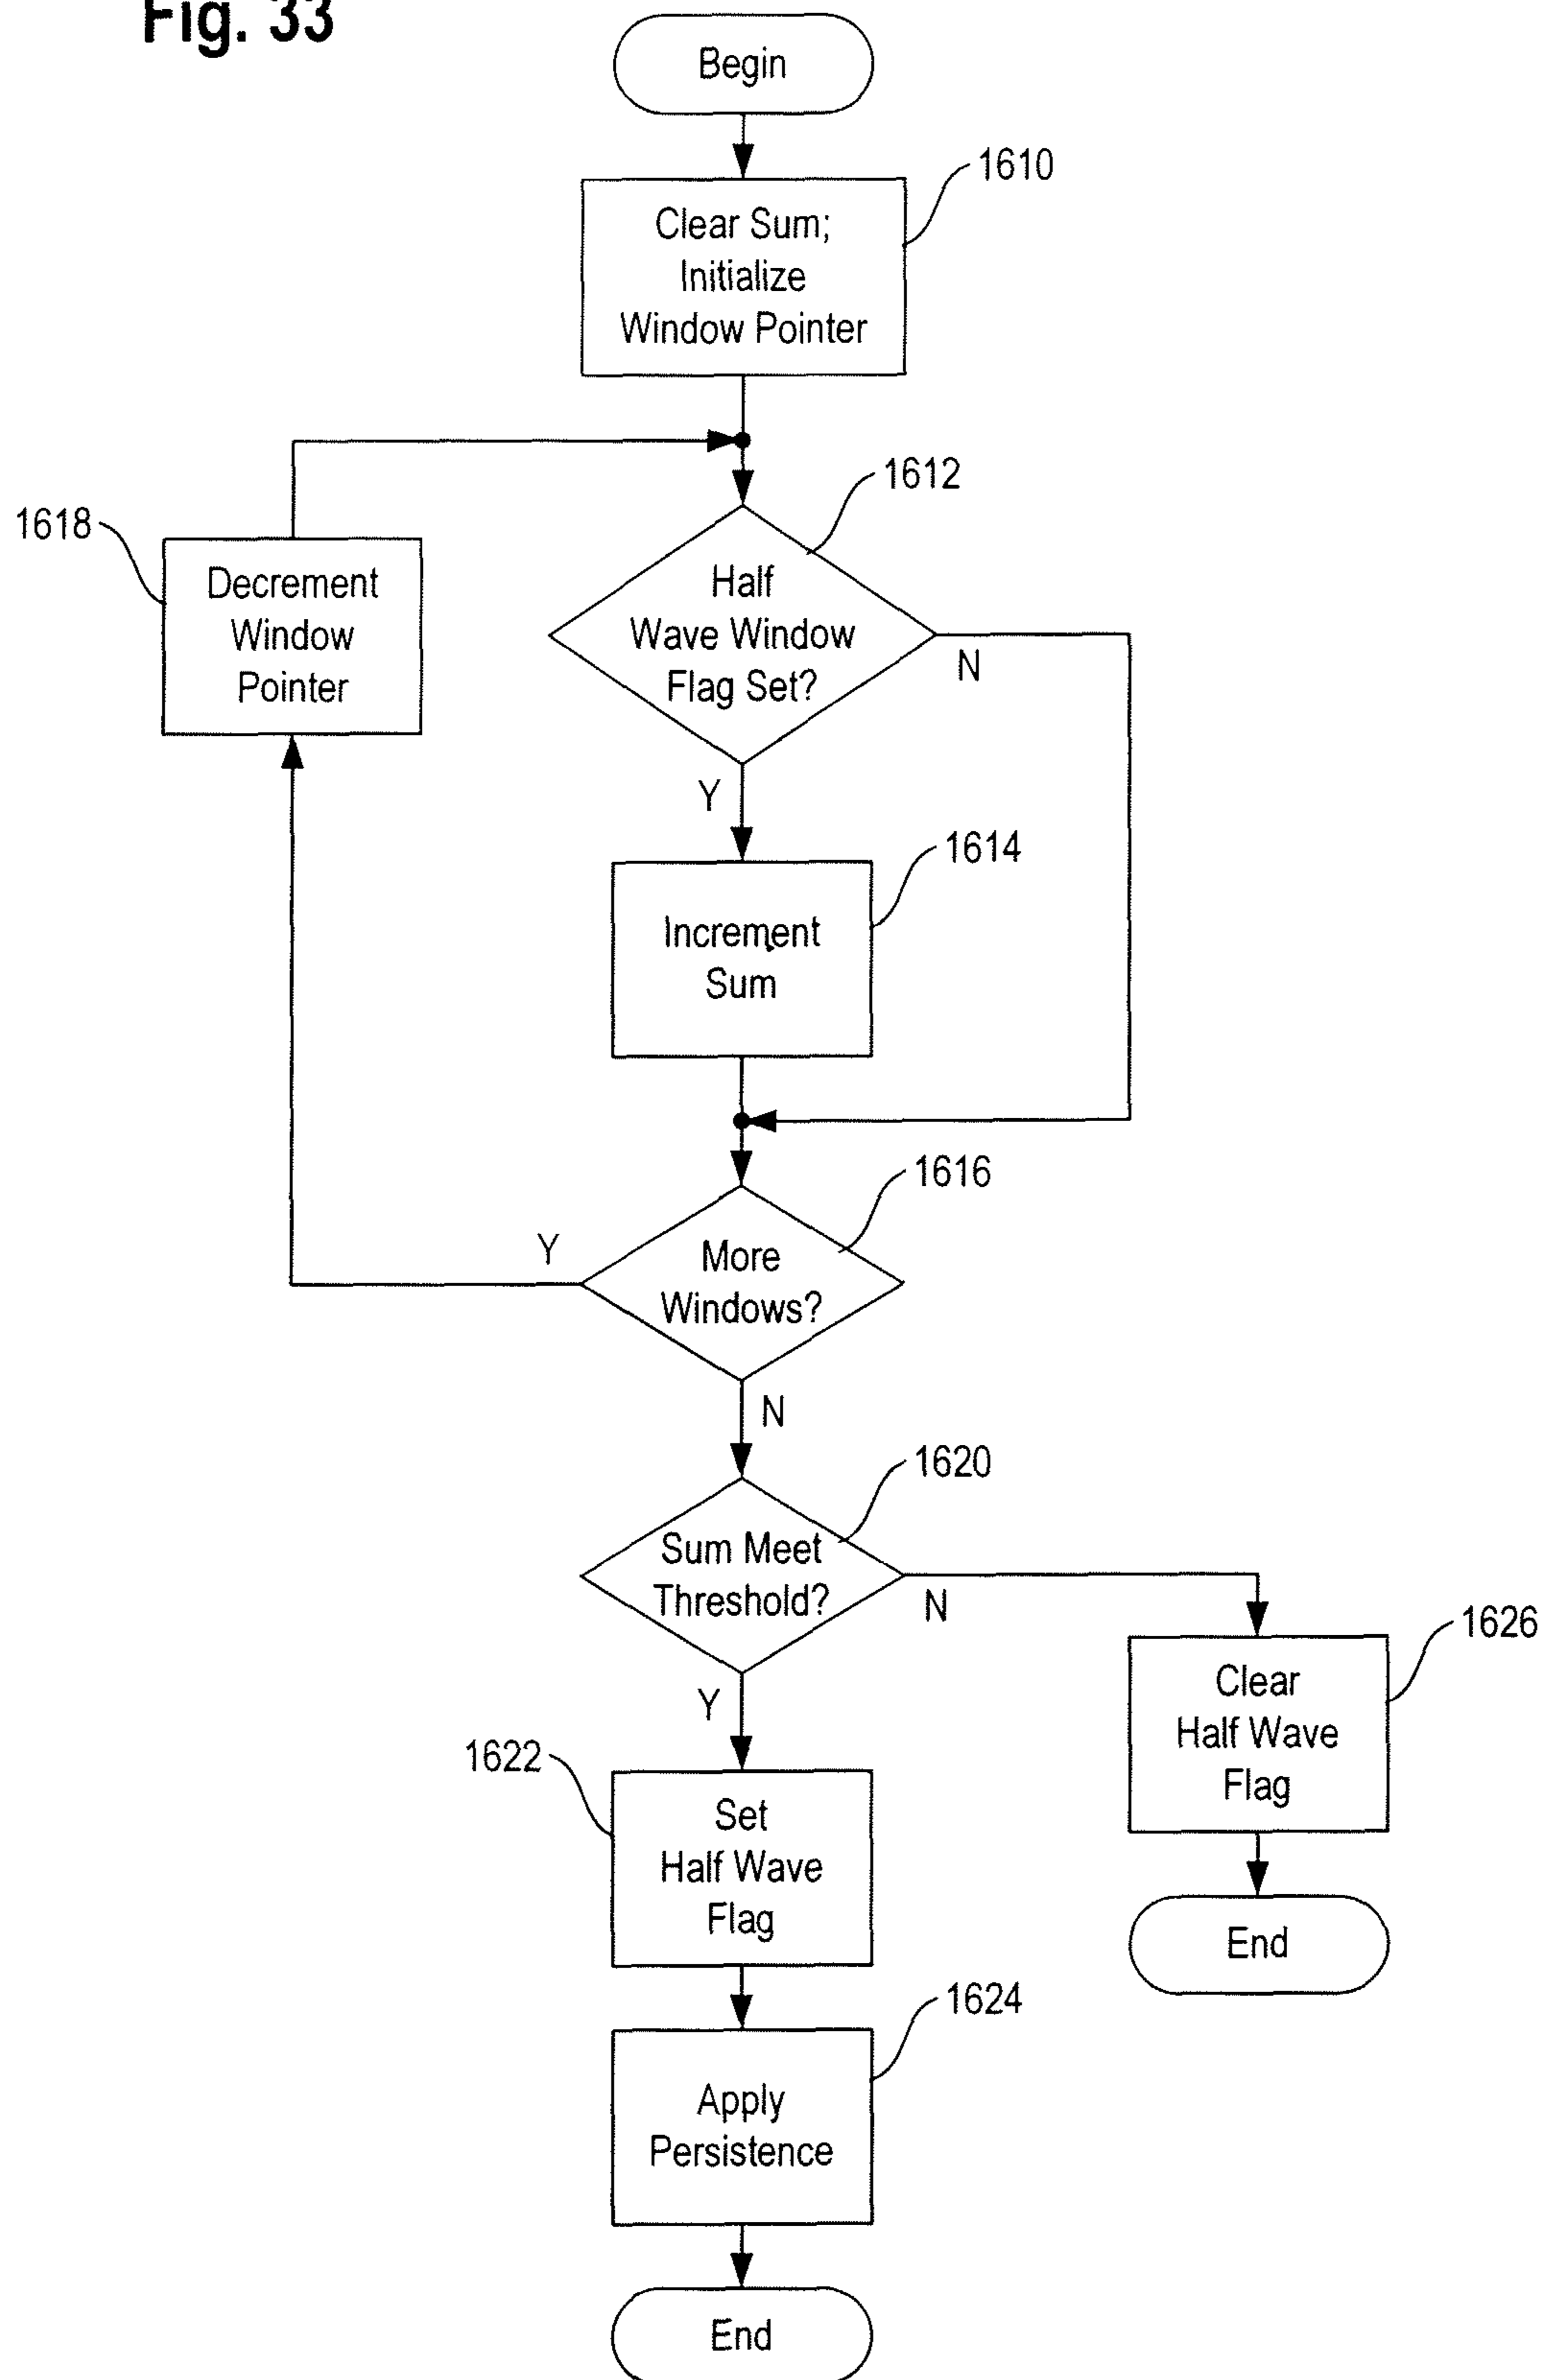 Fig. 33
Begin
1610
Clear Sum;
Initialize
Window Pointer
1612
1618
Decrement
Window
Pointer
Half
Wave Window
Flag Set?
N
Y
1614
Increment
Sum
1616
Y
More
Windows?
N
1620
Sum Meet
Threshold?
N
1626
Y
Clear
Half Wave
Flag
1622
Set
Half Wave
Flag
End
1624
Apply
Persistence
End